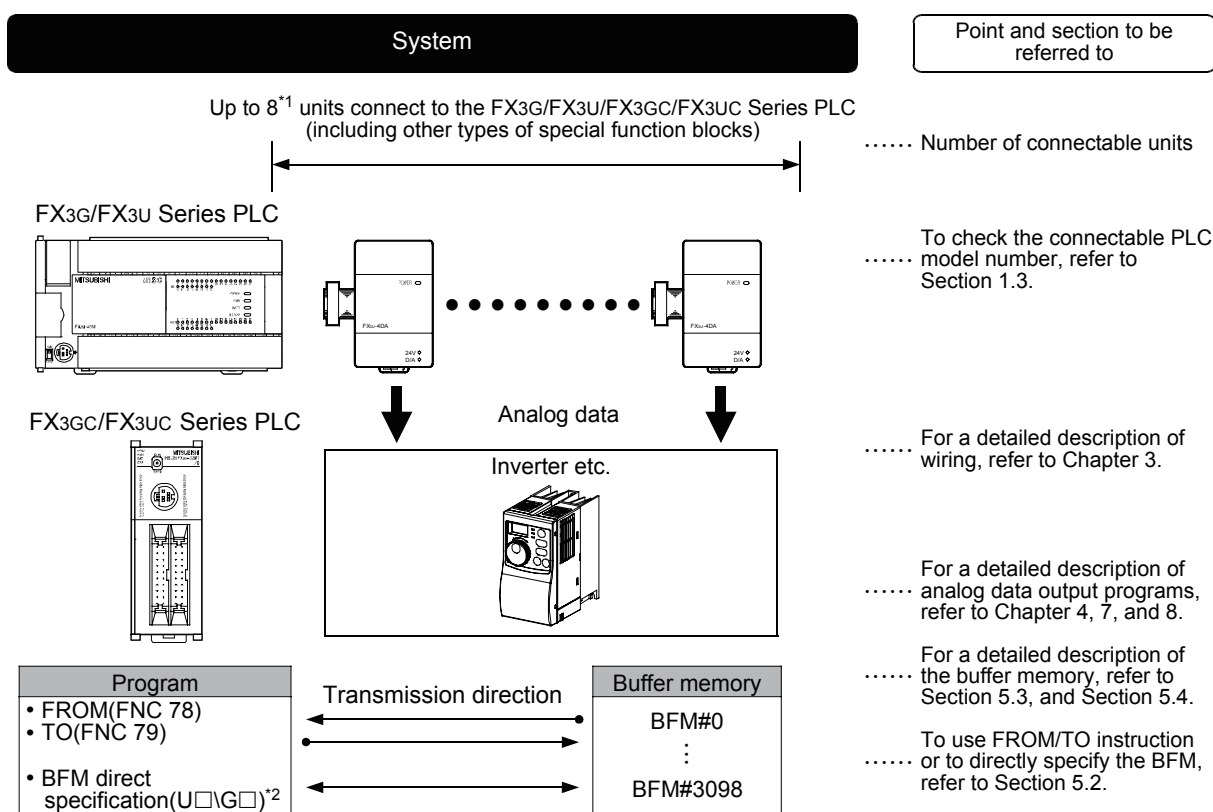 System
Point and section to be
referred to
Up to 8*1 units connect to the FX3G/FX3U/FX3GC/FX3UC Series PLC
(including other types of special function blocks)
...... Number of connectable units
FX3G/FX3U Series PLC
To check the connectable PLC
...... model number, refer to
Section 1.3.
MITSUBISHI
POWER
FX3U-4DA
24V
D/A
POWER
FX3U-4DA
24V
D/A
Analog data
FX3GC/FX3UC Series PLC
MITSUBISHI
Inverter etc.
For a detailed description of
...... wiring, refer to Chapter 3.
For a detailed description of
...... analog data output programs,
refer to Chapter 4, 7, and 8.
For a detailed description of
...... the buffer memory, refer to
Section 5.3, and Section 5.4.
Program
Transmission direction
Buffer memory
• FROM(FNC 78)
• TO(FNC 79)
BFM#0
⋮
• BFM direct
specification(U□\G□)*2
BFM#3098
To use FROM/TO instruction
...... or to directly specify the BFM,
refer to Section 5.2.